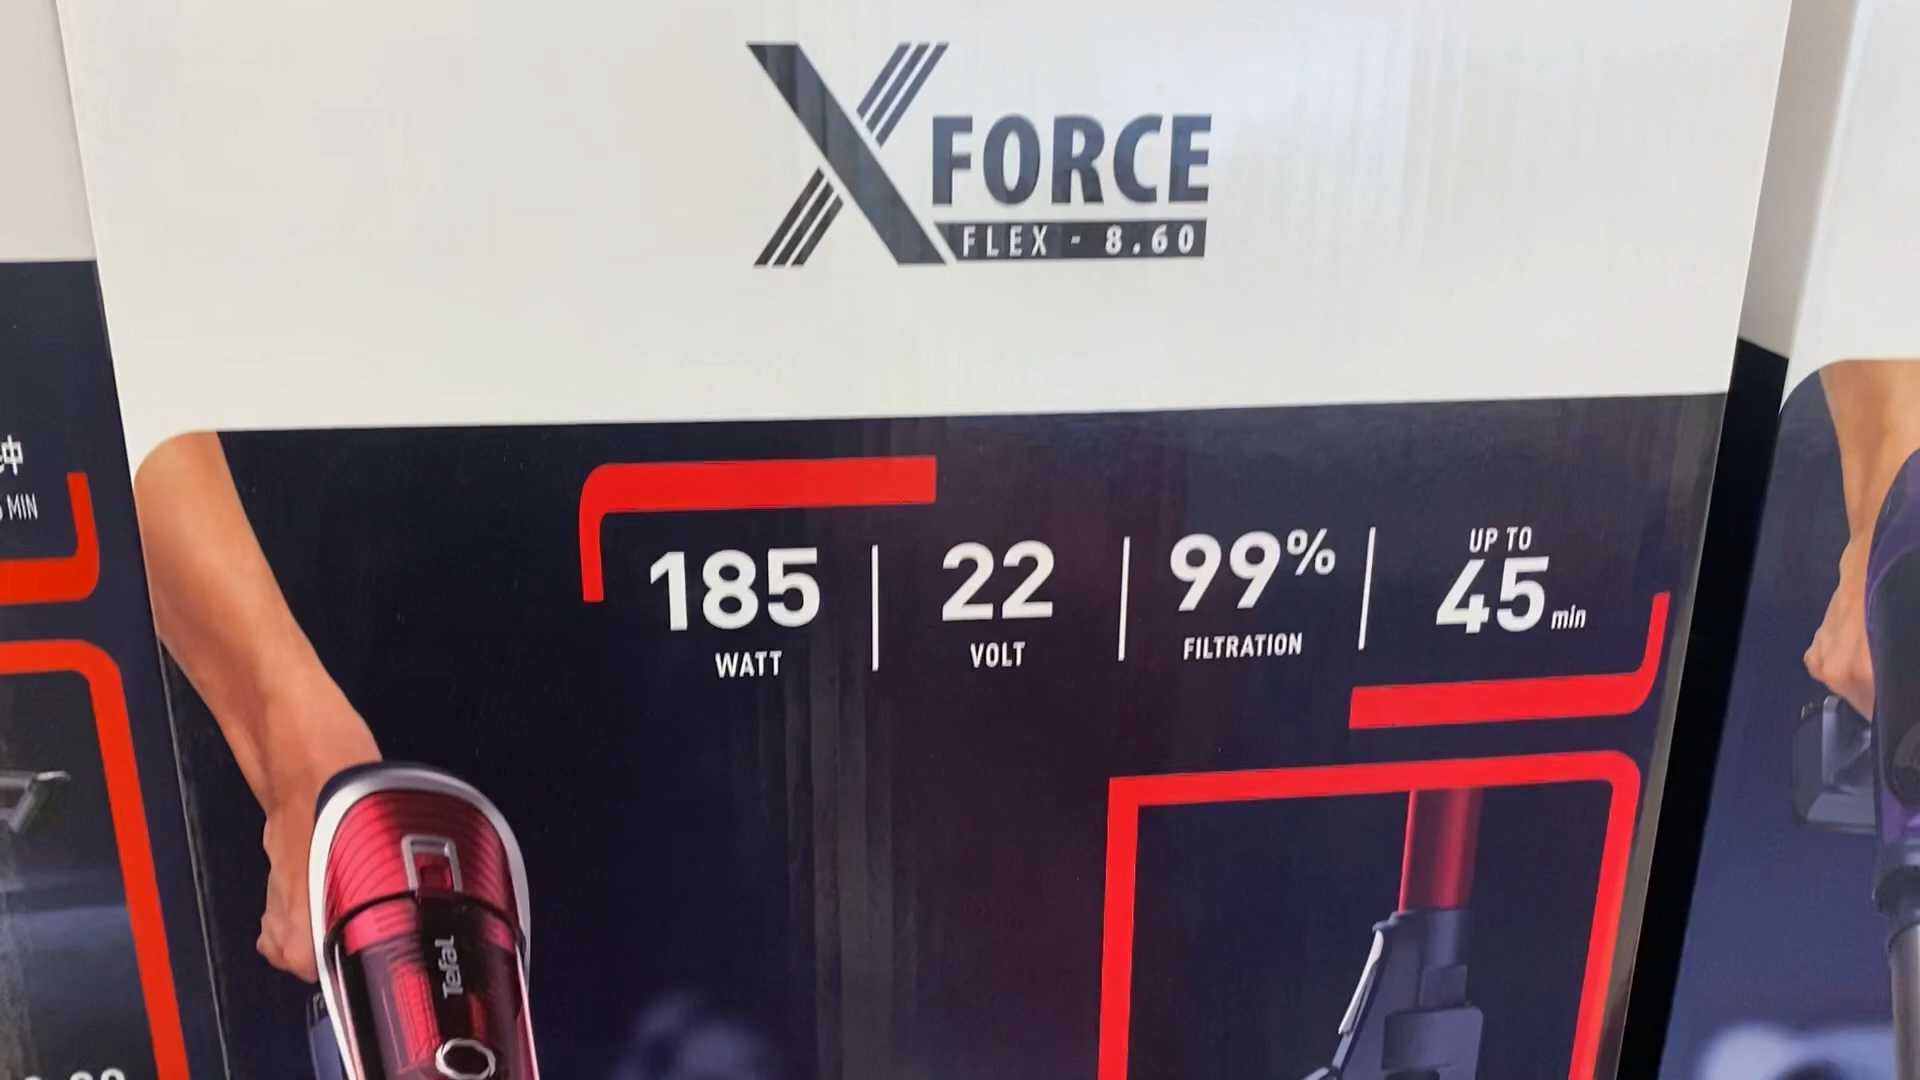 X FORCE
FLEX - 8.60
185
WATT
22
VOLT
99%
FILTRATION
UP TO
45 min
Tefal
MIN